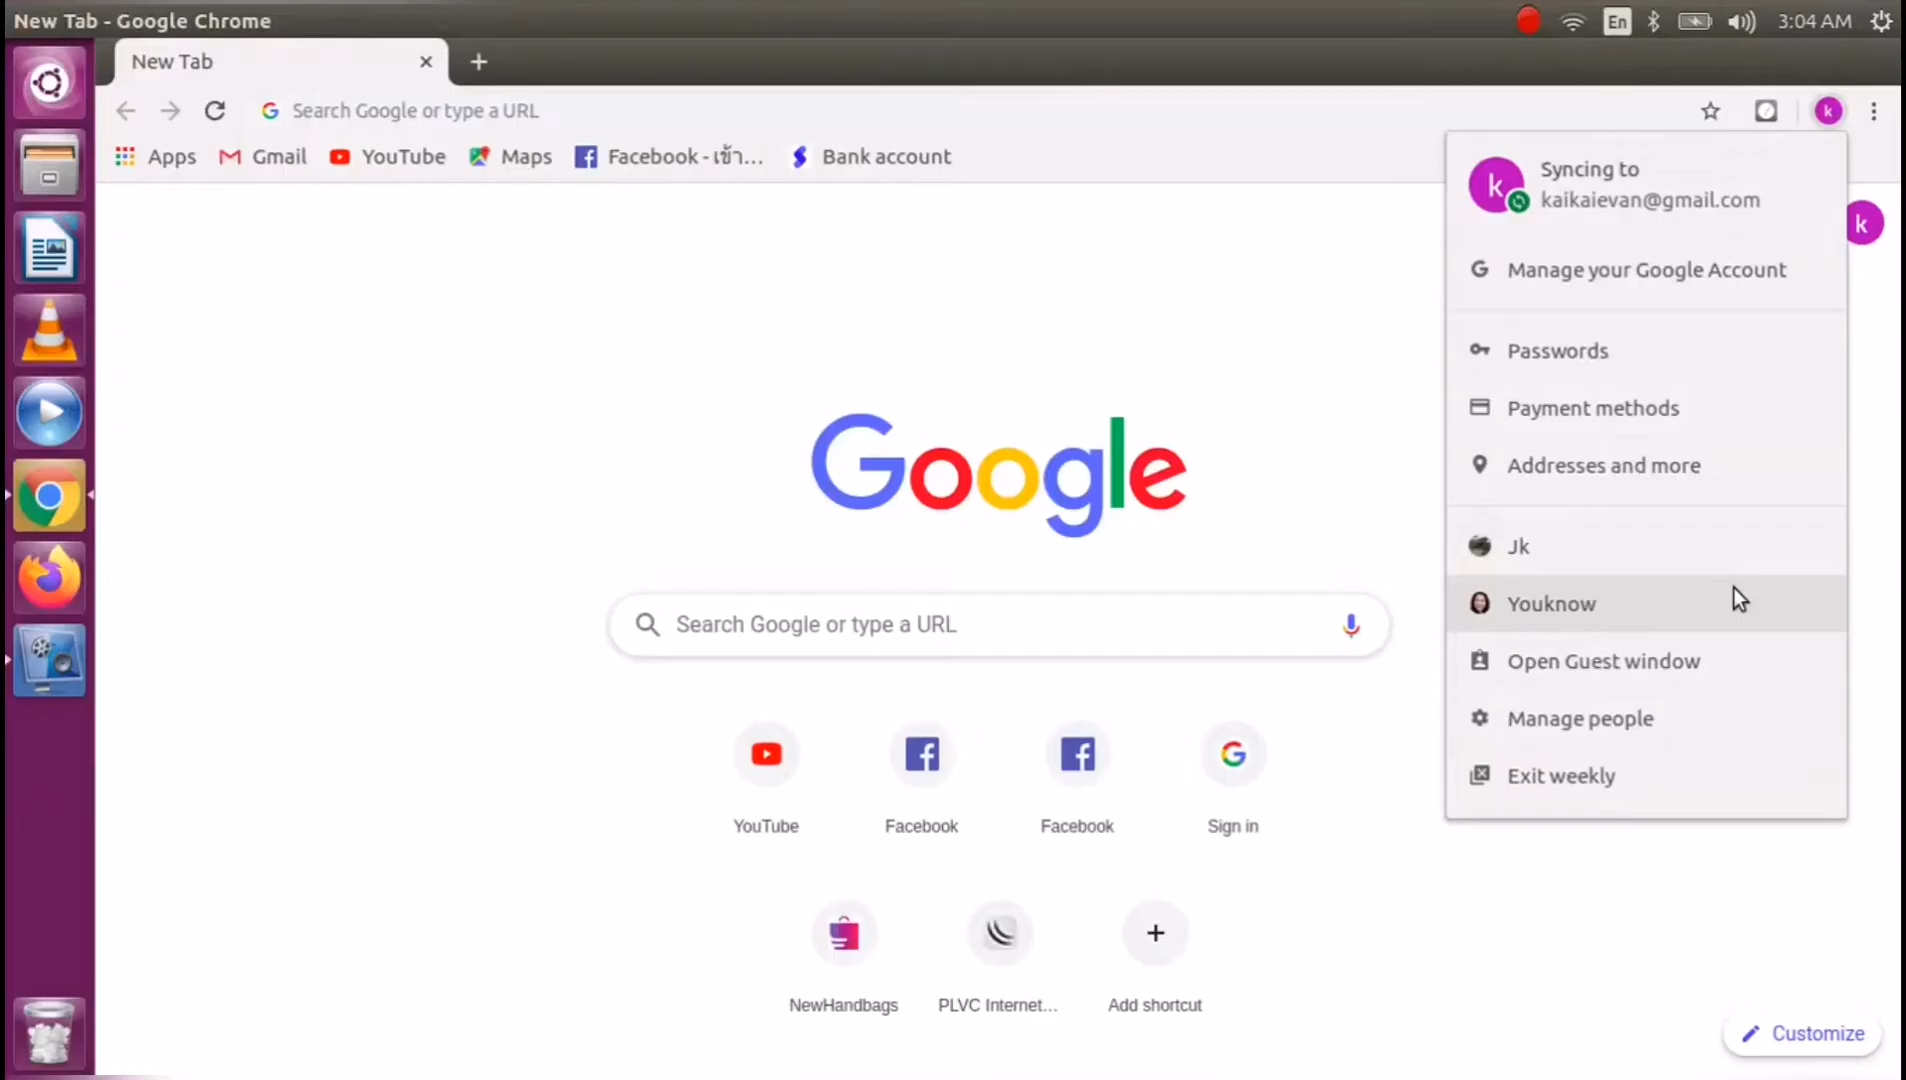 New Tab - Google Chrome
En
3:04 AM
New Tab
Search Google or type a URL
k
Apps
Gmail
YouTube
Maps
Facebook - เข้า...
Bank account
k
Syncing to
kaikaievan@gmail.com
k
Manage your Google Account
Passwords
Payment methods
Addresses and more
Jk
Youknow
Open Guest window
Manage people
Exit weekly
Google
Search Google or type a URL
YouTube
Facebook
Facebook
Sign in
NewHandbags
PLVC Internet...
Add shortcut
Customize